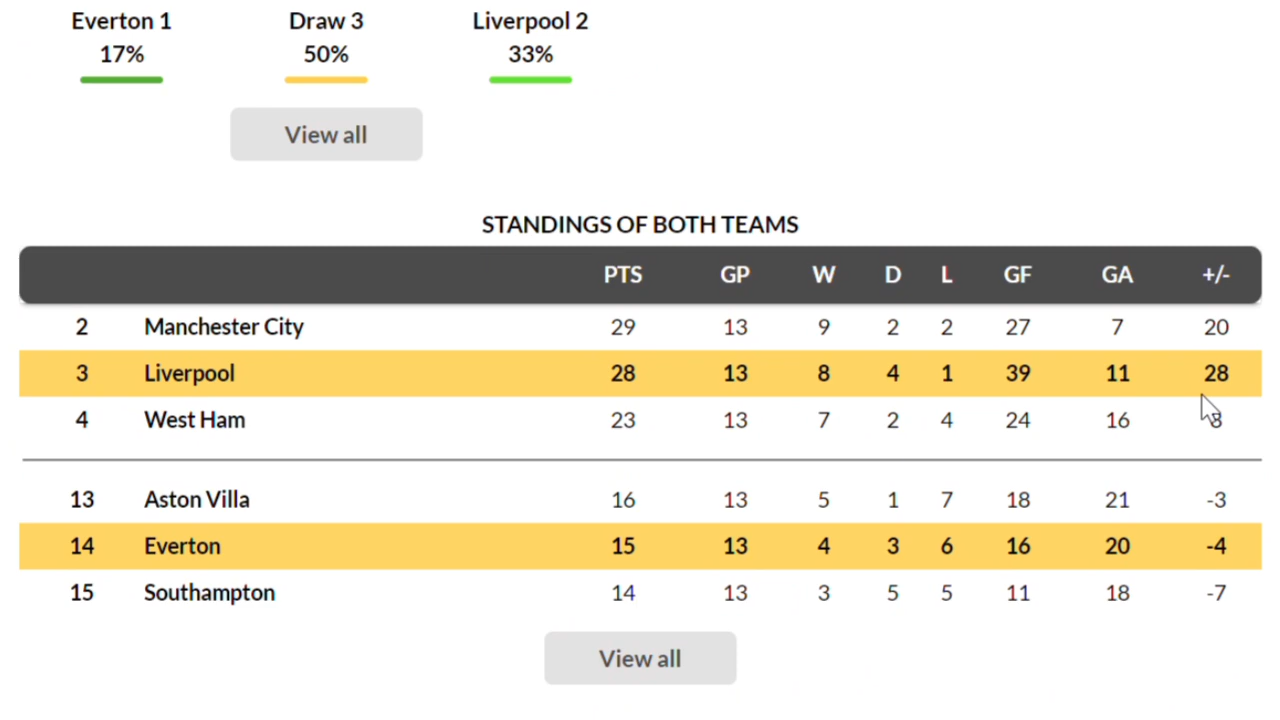 Everton 1 Draw 3 Liverpool 2
17% 50% 33%
View all
STANDINGS OF BOTH TEAMS
PTS GP W D L GF GA +/-
2 Manchester City 29 13 9 2 2 27 7 20
3 Liverpool 28 13 8 4 1 39 11 28
4 West Ham 23 13 7 2 4 24 16 8
13 Aston Villa 16 13 5 1 7 18 21 -3
14 Everton 15 13 4 3 6 16 20 -4
15 Southampton 14 13 3 5 5 11 18 -7
View all